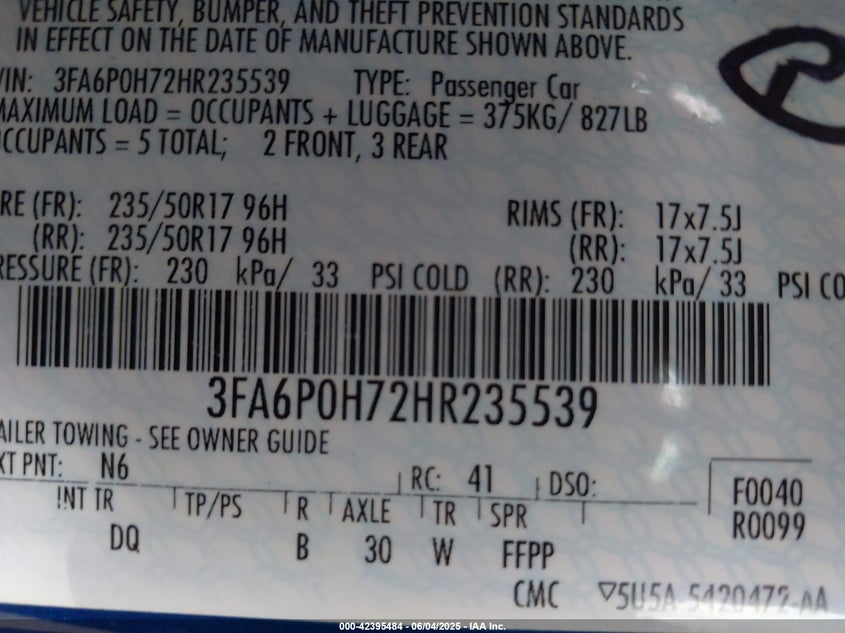 VEHICLE SAFETY, BUMPER, AND THEFT PREVENTION STANDARDS
IN EFFECT ON THE DATE OF MANUFACTURE SHOWN ABOVE.
VIN: 3FA6P0H72HR235539 TYPE: Passenger Car
MAXIMUM LOAD = OCCUPANTS + LUGGAGE = 375KG/ 827LB
OCCUPANTS = 5 TOTAL; 2 FRONT, 3 REAR
RE (FR): 235/50R17 96H RIMS (FR): 17x7.5J
(RR): 235/50R17 96H (RR): 17x7.5J
RESSURE (FR): 230 kPa/ 33 PSI COLD (RR): 230 kPa/ 33 PSI CO
3FA6P0H72HR235539
AILER TOWING - SEE OWNER GUIDE
XT PNT: N6 RC: 41 DSO:
INT TR TP/PS R AXLE TR SPR F0040
DQ B 30 W FFPP R0099
CMC ▽5U5A-5420472-AA
000-42395484 - 06/04/2025 - IAA Inc.